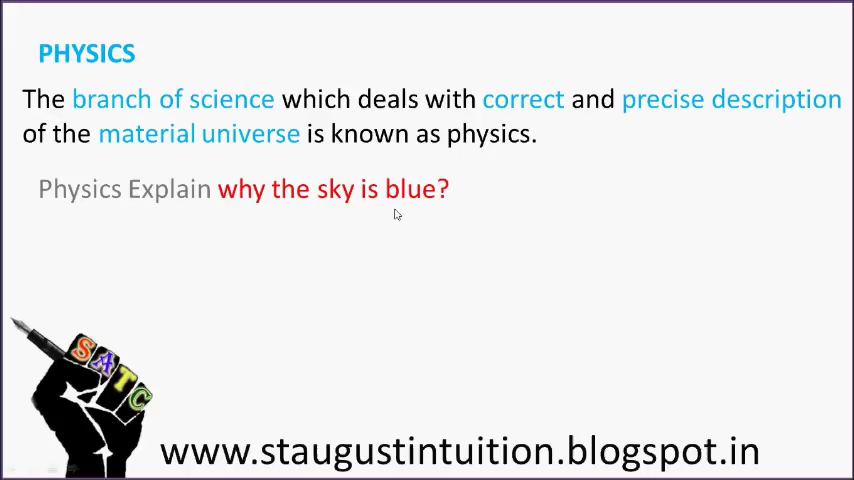 PHYSICS
The branch of science which deals with correct and precise description
of the material universe is known as physics.
Physics Explain why the sky is blue?
SATC
www.staugustintuition.blogspot.in